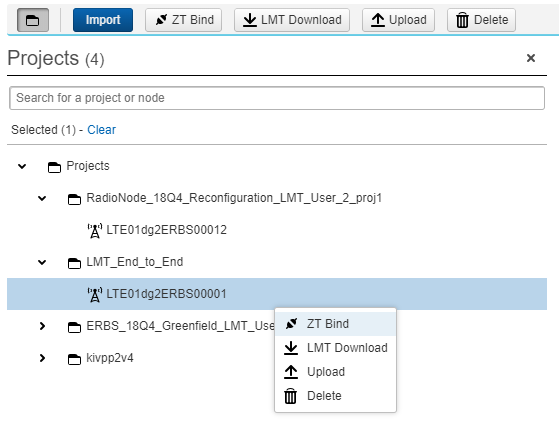 Import ZT Bind LMT Download Upload Delete
Projects (4)
Search for a project or node
Selected (1) - Clear
Projects
RadioNode_18Q4_Reconfiguration_LMT_User_2_proj1
LTE01dg2ERBS00012
LMT_End_to_End
LTE01dg2ERBS00001
ERBS_18Q4_Greenfield_LMT_Use
kivpp2v4
ZT Bind
LMT Download
Upload
Delete